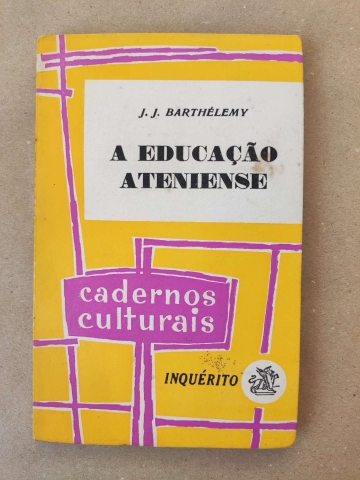 J. J. BARTHÉLEMY
A EDUCAÇÃO
ATENIENSE
cadernos
culturais
INQUÉRITO